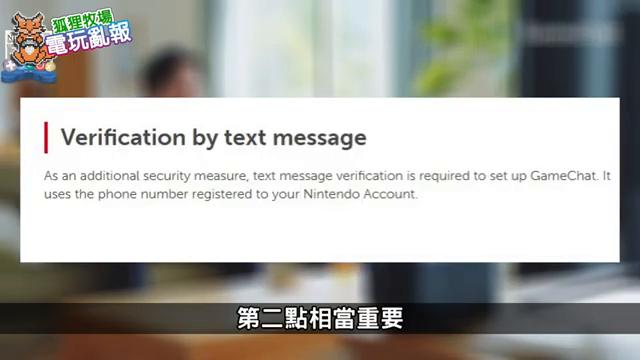 狐狸牧場
電玩亂報
Verification by text message
As an additional security measure, text message verification is required to set up GameChat. It
uses the phone number registered to your Nintendo Account.
第二點相當重要